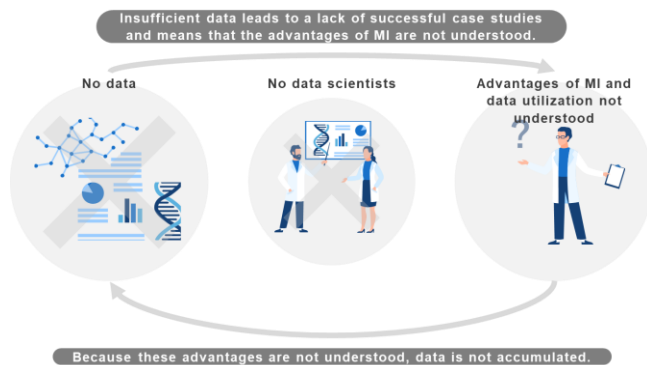 Insufficient data leads to a lack of successful case studies
and means that the advantages of MI are not understood.
No data
No data scientists
Advantages of MI and
data utilization not
understood
?
Because these advantages are not understood, data is not accumulated.